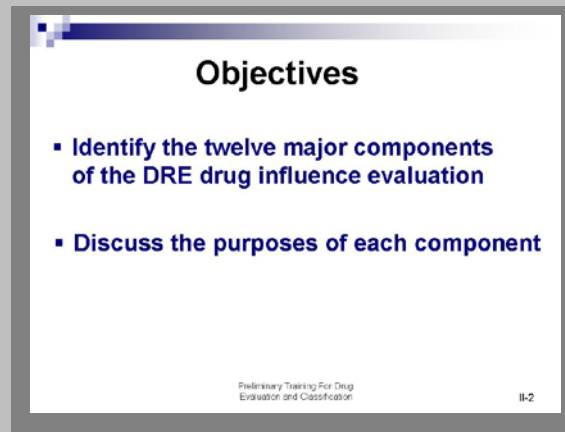 Objectives
▪ Identify the twelve major components
of the DRE drug influence evaluation
▪ Discuss the purposes of each component
Preliminary Training For Drug
Evaluation and Classification
II-2